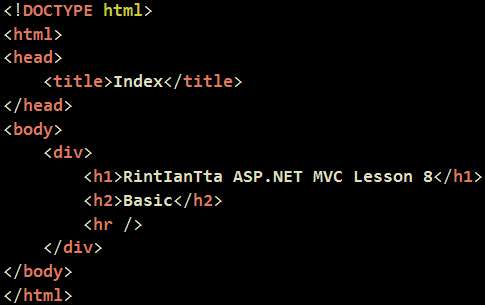 <!DOCTYPE html>
<html>
<head>
    <title>Index</title>
</head>
<body>
    <div>
        <h1>RintIanTta ASP.NET MVC Lesson 8</h1>
        <h2>Basic</h2>
        <hr />
    </div>
</body>
</html>